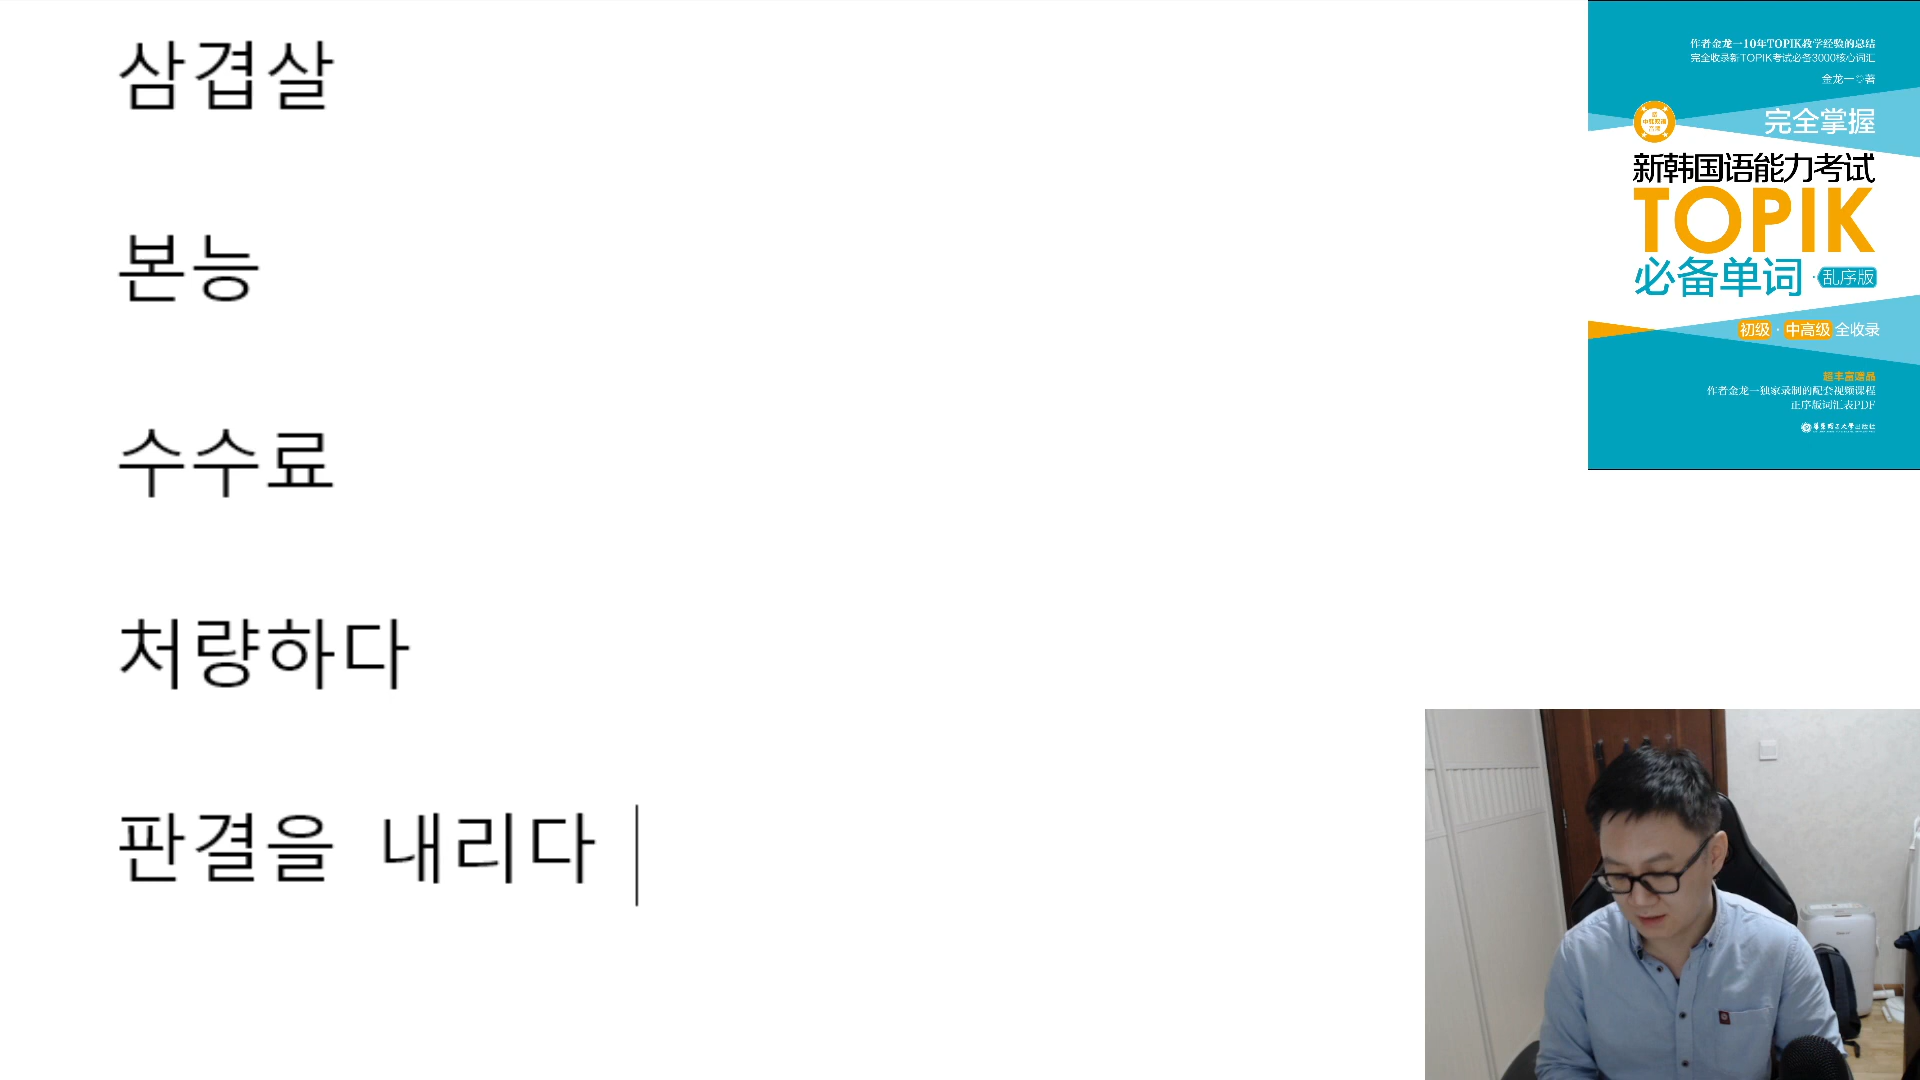 삼겹살
본능
수수료
처량하다
판결을 내리다
作者金龙一10年TOPIK教学经验的总结
完全收录新TOPIK考试必备3000核心词汇
金龙一 著
完全掌握
新韩国语能力考试
TOPIK
必备单词·乱序版
初级·中高级 全收录
超丰富赠品
作者金龙一独家录制的配套视频课程
正序版词汇表PDF